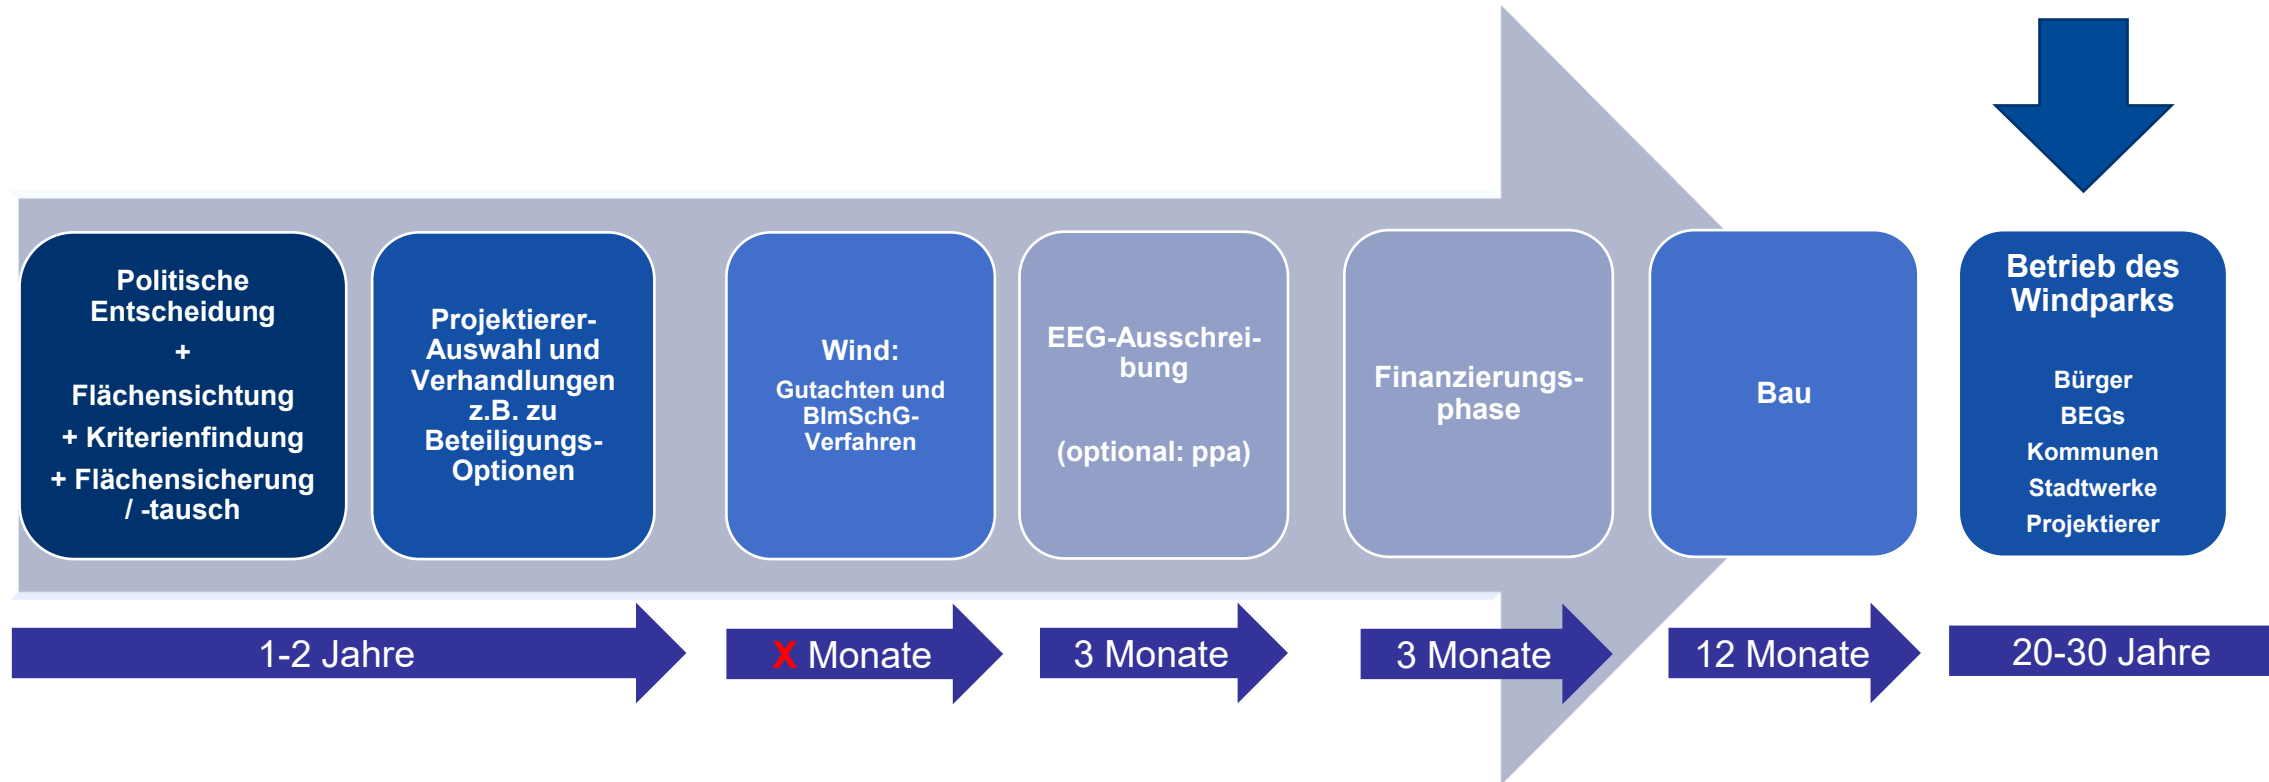 Politische
Entscheidung
+
Flächensichtung
+ Kriterienfindung
+ Flächensicherung
/ -tausch
Projektierer-
Auswahl und
Verhandlungen
z.B. zu
Beteiligungs-
Optionen
Wind:
Gutachten und
BImSchG-
Verfahren
EEG-Ausschrei-
bung
(optional: ppa)
Finanzierungs-
phase
Bau
Betrieb des
Windparks
Bürger
BEGs
Kommunen
Stadtwerke
Projektierer
1-2 Jahre
X Monate
3 Monate
3 Monate
12 Monate
20-30 Jahre